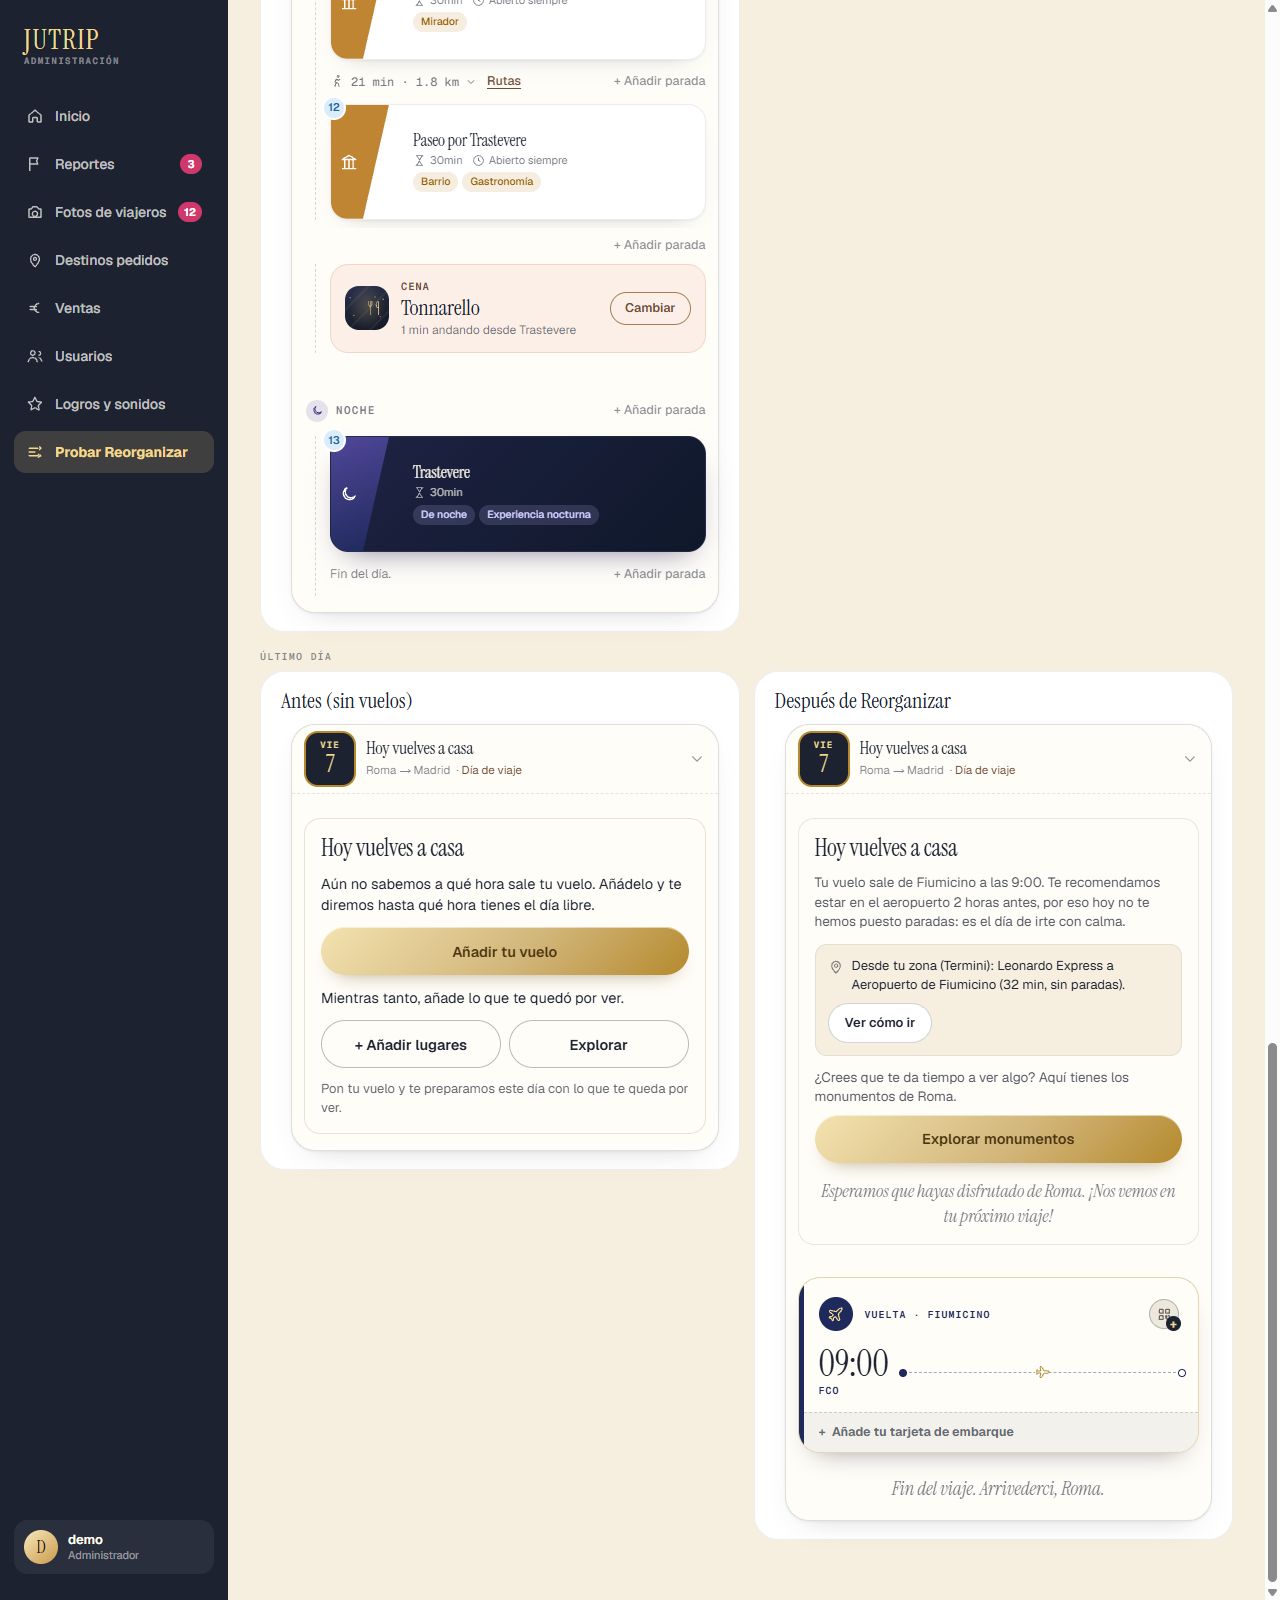 JUTRIP
ADMINISTRACIÓN
Inicio
Reportes
3
Fotos de viajeros
12
Destinos pedidos
Ventas
Usuarios
Logros y sonidos
Probar Reorganizar
demo
Administrador
D
30min Abierto siempre
Mirador
21 min · 1.8 km Rutas + Añadir parada
12
Paseo por Trastevere
30min Abierto siempre
Barrio Gastronomía
+ Añadir parada
CENA
Tonnarello
1 min andando desde Trastevere
Cambiar
NOCHE + Añadir parada
13
Trastevere
30min
De noche Experiencia nocturna
Fin del día. + Añadir parada
ÚLTIMO DÍA
Antes (sin vuelos)
VIE
7
Hoy vuelves a casa
Roma → Madrid · Día de viaje
Hoy vuelves a casa
Aún no sabemos a qué hora sale tu vuelo. Añádelo y te
diremos hasta qué hora tienes el día libre.
Añadir tu vuelo
Mientras tanto, añade lo que te quedó por ver.
+ Añadir lugares Explorar
Pon tu vuelo y te preparamos este día con lo que te queda por
ver.
Después de Reorganizar
VIE
7
Hoy vuelves a casa
Roma → Madrid · Día de viaje
Hoy vuelves a casa
Tu vuelo sale de Fiumicino a las 9:00. Te recomendamos
estar en el aeropuerto 2 horas antes, por eso hoy no te
hemos puesto paradas: es el día de irte con calma.
Desde tu zona (Termini): Leonardo Express a
Aeropuerto de Fiumicino (32 min, sin paradas).
Ver cómo ir
¿Crees que te da tiempo a ver algo? Aquí tienes los
monumentos de Roma.
Explorar monumentos
Esperamos que hayas disfrutado de Roma. ¡Nos vemos en
tu próximo viaje!
VUELTA · FIUMICINO
09:00
FCO
+ Añade tu tarjeta de embarque
Fin del viaje. Arrivederci, Roma.